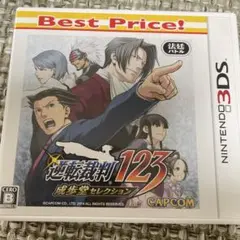 Best Price!
法廷
バトル
NINTENDO 3DS
逆転裁判123
成歩堂セレクション
CERO
B
CAPCOM